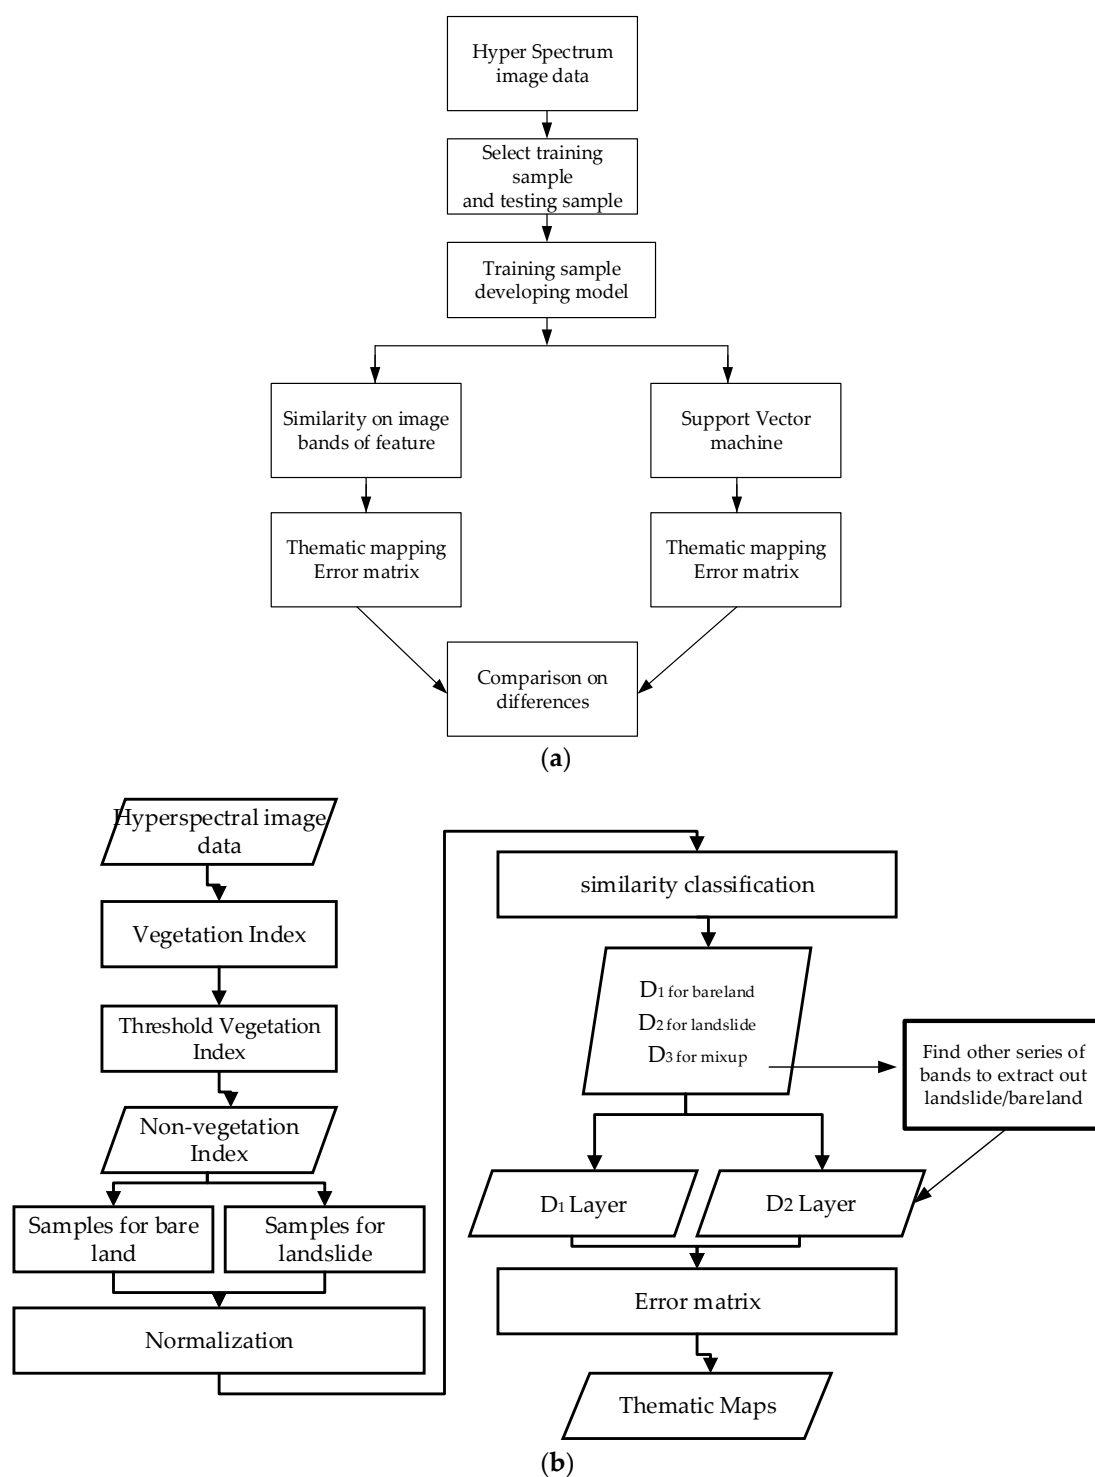 Hyper Spectrum
image data
Select training
sample
and testing sample
Training sample
developing model
Similarity on image
bands of feature
Support Vector
machine
Thematic mapping
Error matrix
Thematic mapping
Error matrix
Comparison on
differences
(a)
Hyperspectral image
data
Vegetation Index
Threshold Vegetation
Index
Non-vegetation
Index
Samples for bare
land
Samples for
landslide
Normalization
similarity classification
D1 for bareland
D2 for landslide
D3 for mixup
Find other series of
bands to extract out
landslide/bareland
D1 Layer
D2 Layer
Error matrix
Thematic Maps
(b)